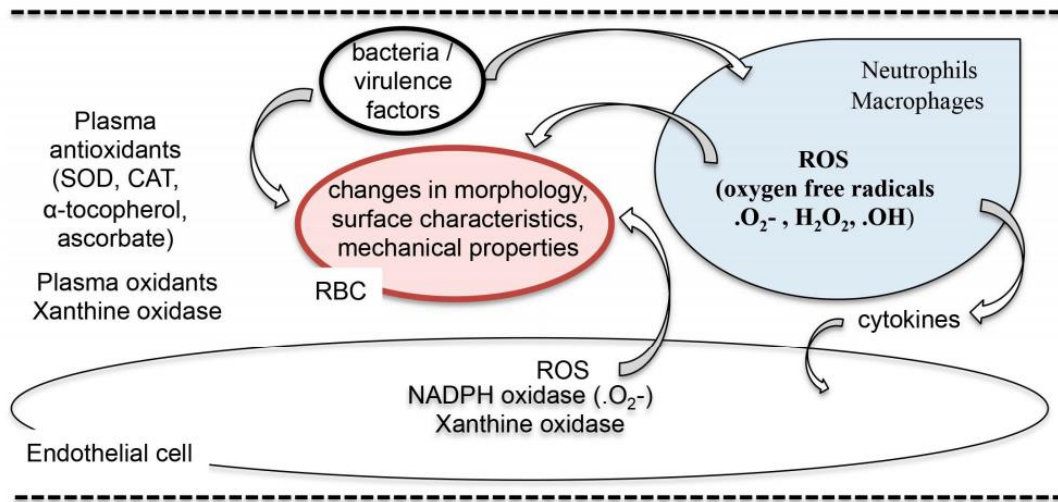 bacteria /
virulence
factors
Neutrophils
Macrophages
ROS
(oxygen free radicals
.O₂- , H₂O₂, .OH)
Plasma
antioxidants
(SOD, CAT,
α-tocopherol,
ascorbate)
Plasma oxidants
Xanthine oxidase
changes in morphology,
surface characteristics,
mechanical properties
RBC
cytokines
ROS
NADPH oxidase (.O₂-)
Xanthine oxidase
Endothelial cell